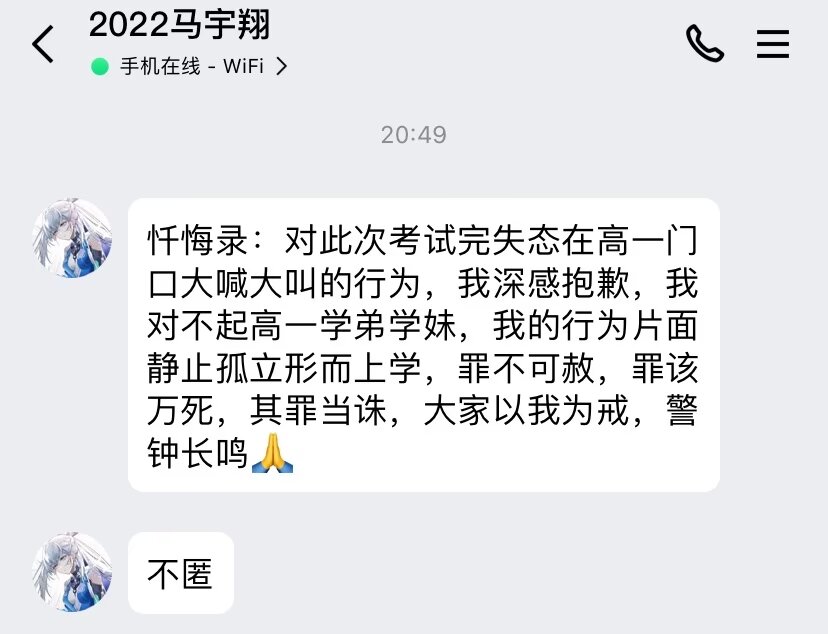 2022马宇翔
手机在线 - WiFi
20:49
忏悔录：对此次考试完失态在高一门
口大喊大叫的行为，我深感抱歉，我
对不起高一学弟学妹，我的行为片面
静止孤立形而上学，罪不可赦，罪该
万死，其罪当诛，大家以我为戒，警
钟长鸣🙏
不匿